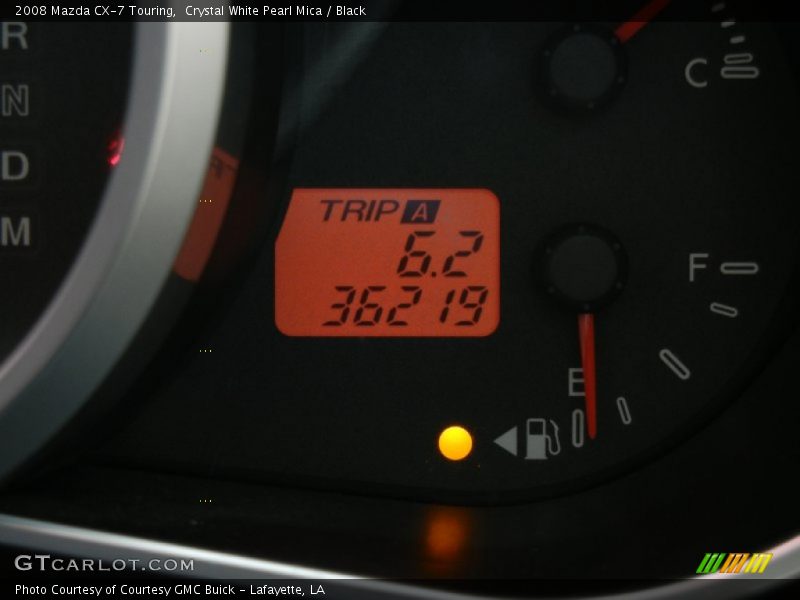 2008 Mazda CX-7 Touring,  Crystal White Pearl Mica / Black
R
N
D
M
C
TRIP A
6.2
36219
F
E
GTCARLOT.COM
Photo Courtesy of Courtesy GMC Buick - Lafayette, LA